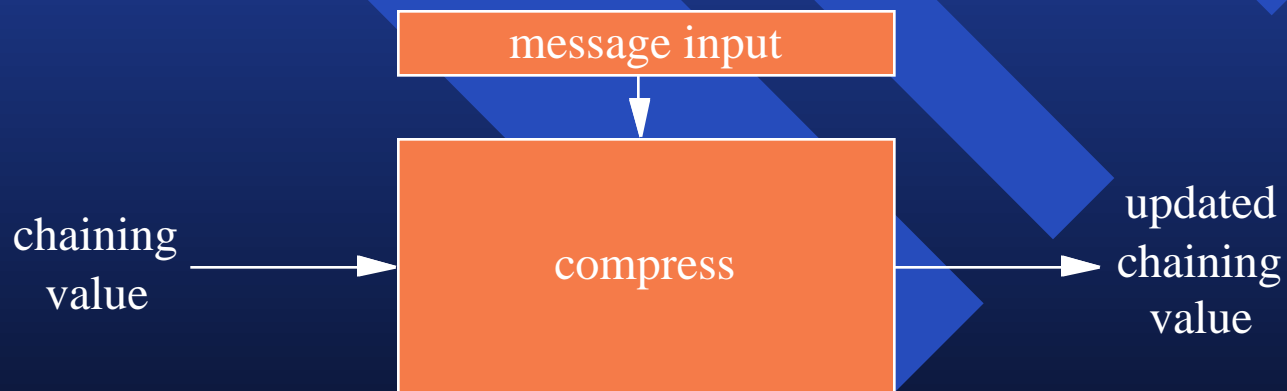 message input
chaining
value
compress
updated
chaining
value